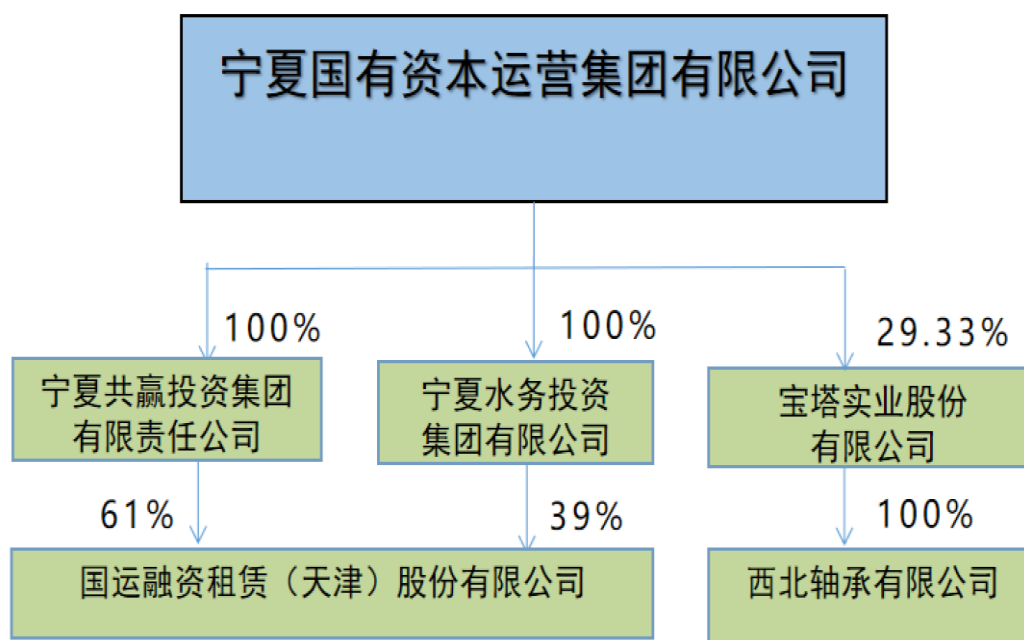 宁夏国有资本运营集团有限公司
100%
100%
29.33%
宁夏共赢投资集团
有限责任公司
宁夏水务投资
集团有限公司
宝塔实业股份
有限公司
61%
39%
100%
国运融资租赁（天津）股份有限公司
西北轴承有限公司